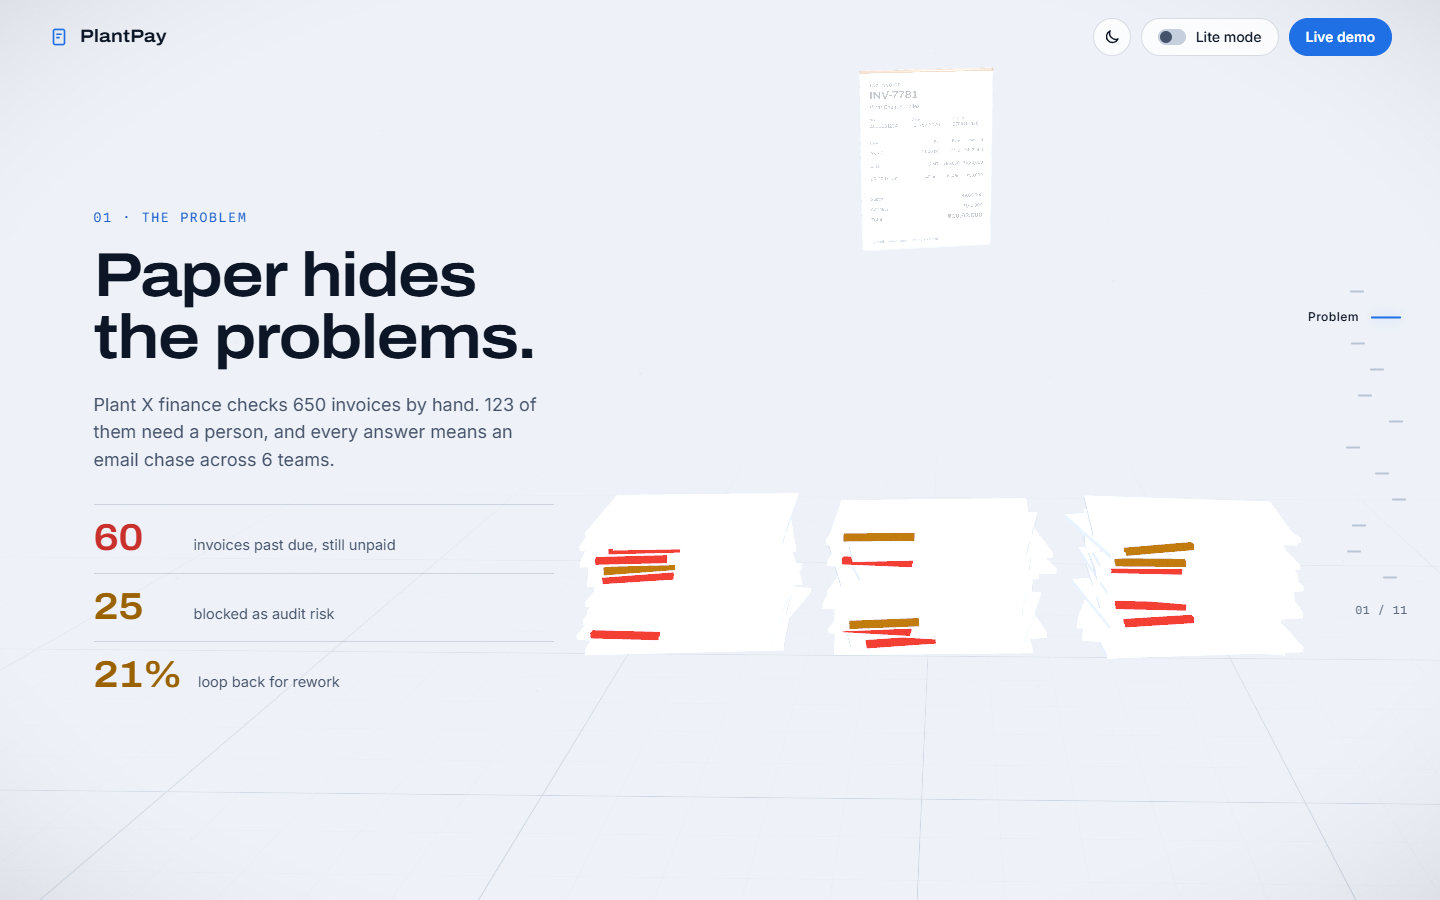 PlantPay
Lite mode
Live demo
INV-7781
01 · THE PROBLEM
Paper hides
the problems.
Plant X finance checks 650 invoices by hand. 123 of
them need a person, and every answer means an
email chase across 6 teams.
60 invoices past due, still unpaid
25 blocked as audit risk
21% loop back for rework
Problem
01 / 11